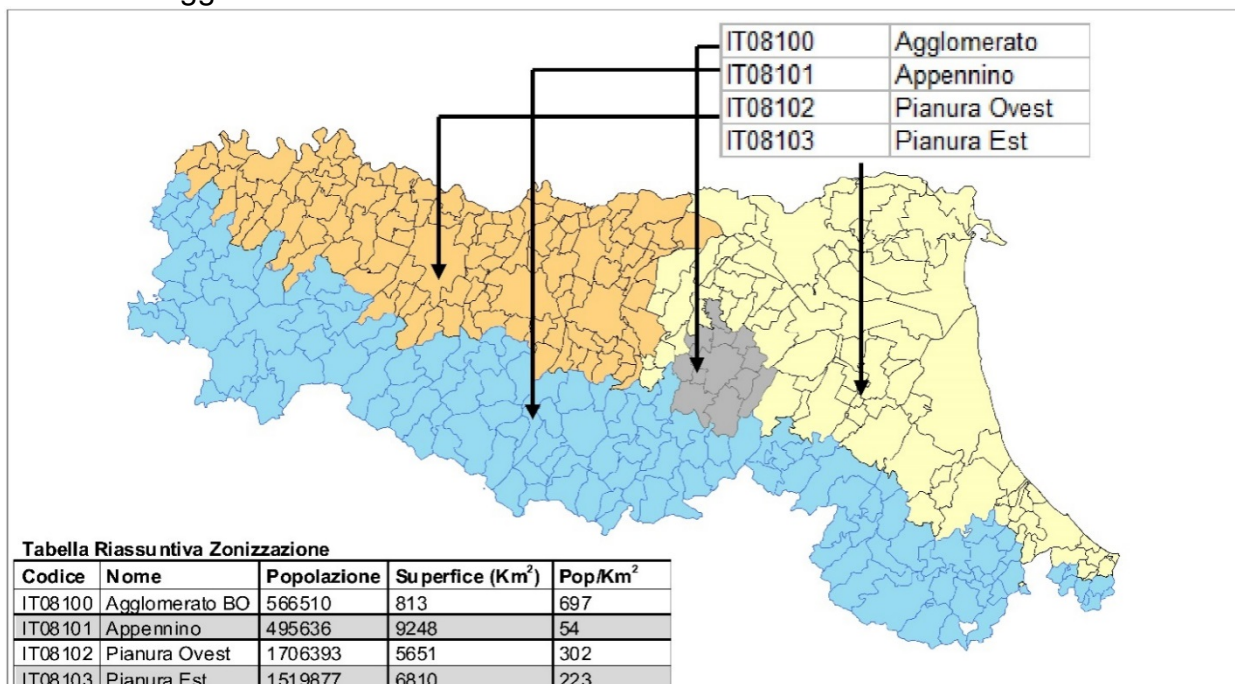 IT08100 Agglomerato
IT08101 Appennino
IT08102 Pianura Ovest
IT08103 Pianura Est
Tabella Riassuntiva Zonizzazione
Codice Nome Popolazione Superfice (Km²) Pop/Km²
IT08100 Agglomerato BO 566510 813 697
IT08101 Appennino 495636 9248 54
IT08102 Pianura Ovest 1706393 5651 302
IT08103 Pianura Est 1519877 6810 223